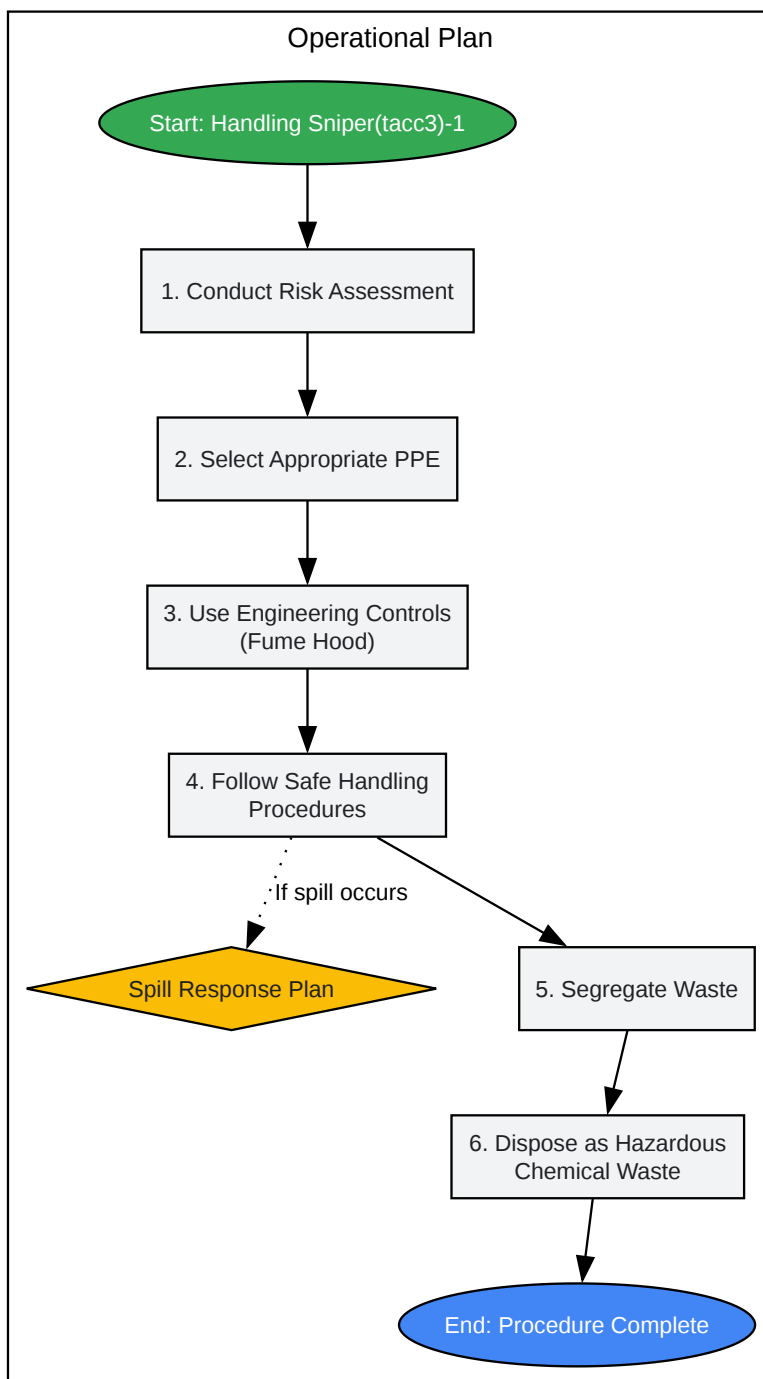 Operational Plan
Start: Handling Sniper(tacc3)-1
1. Conduct Risk Assessment
2. Select Appropriate PPE
3. Use Engineering Controls
(Fume Hood)
4. Follow Safe Handling
Procedures
If spill occurs
Spill Response Plan
5. Segregate Waste
6. Dispose as Hazardous
Chemical Waste
End: Procedure Complete